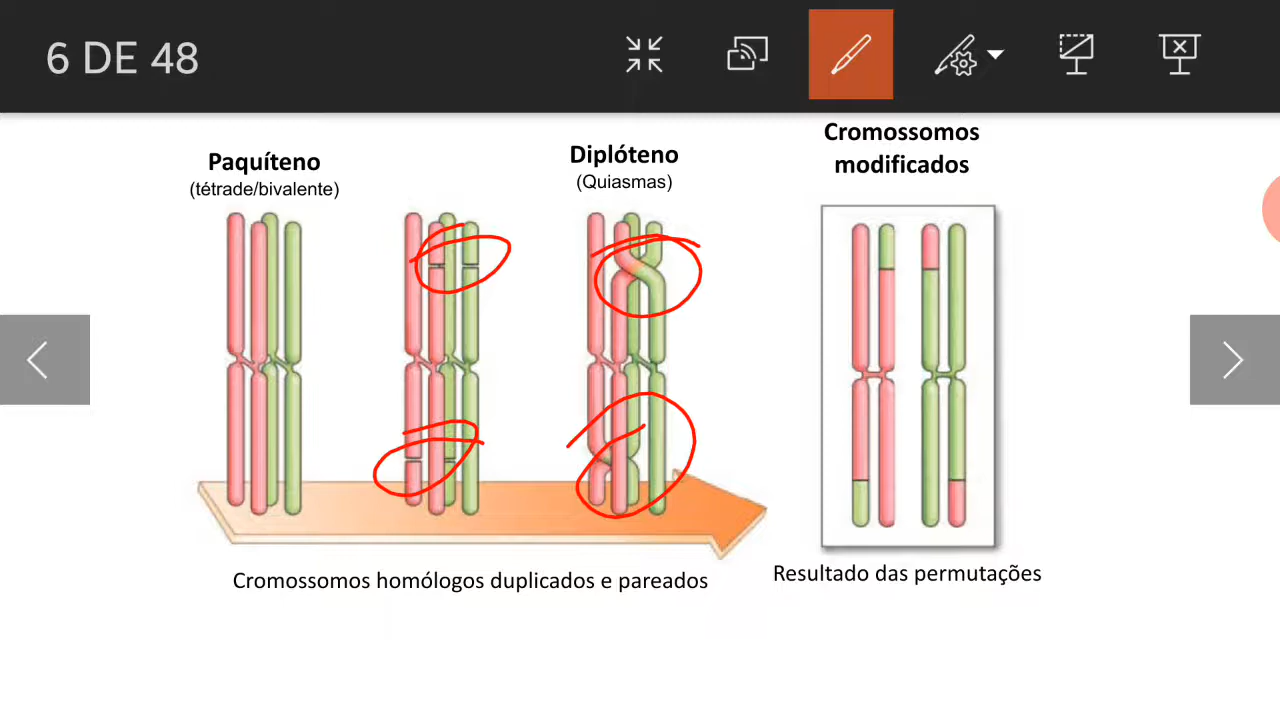 6 DE 48
Paquíteno
(tétrade/bivalente)
Diplóteno
(Quiasmas)
Cromossomos
modificados
Cromossomos homólogos duplicados e pareados
Resultado das permutações